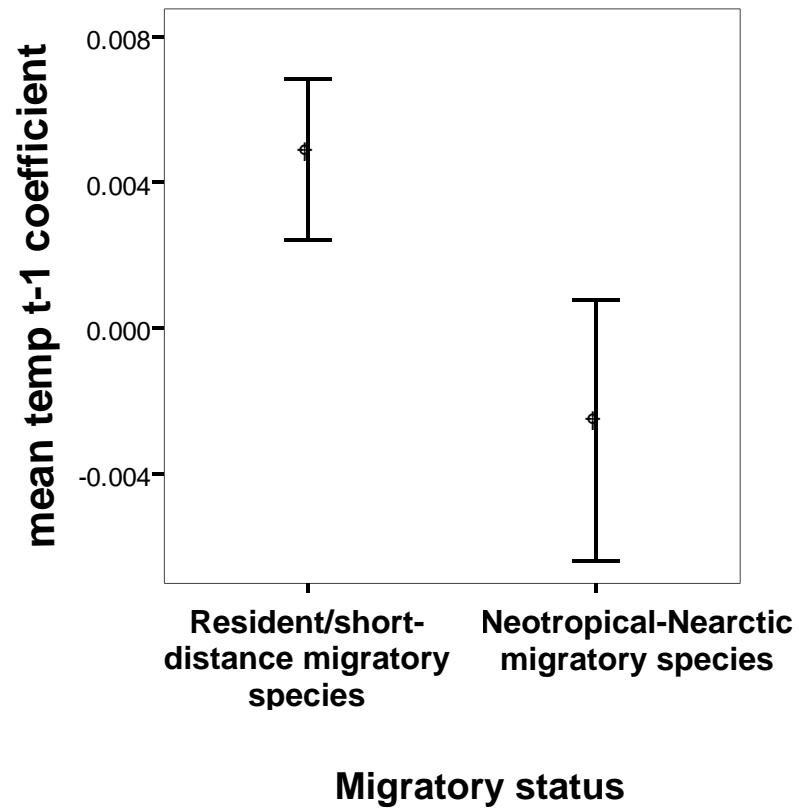 mean temp t-1 coefficient
0.008
0.004
0.000
-0.004
Resident/short-
distance migratory
species
Neotropical-Nearctic
migratory species
Migratory status